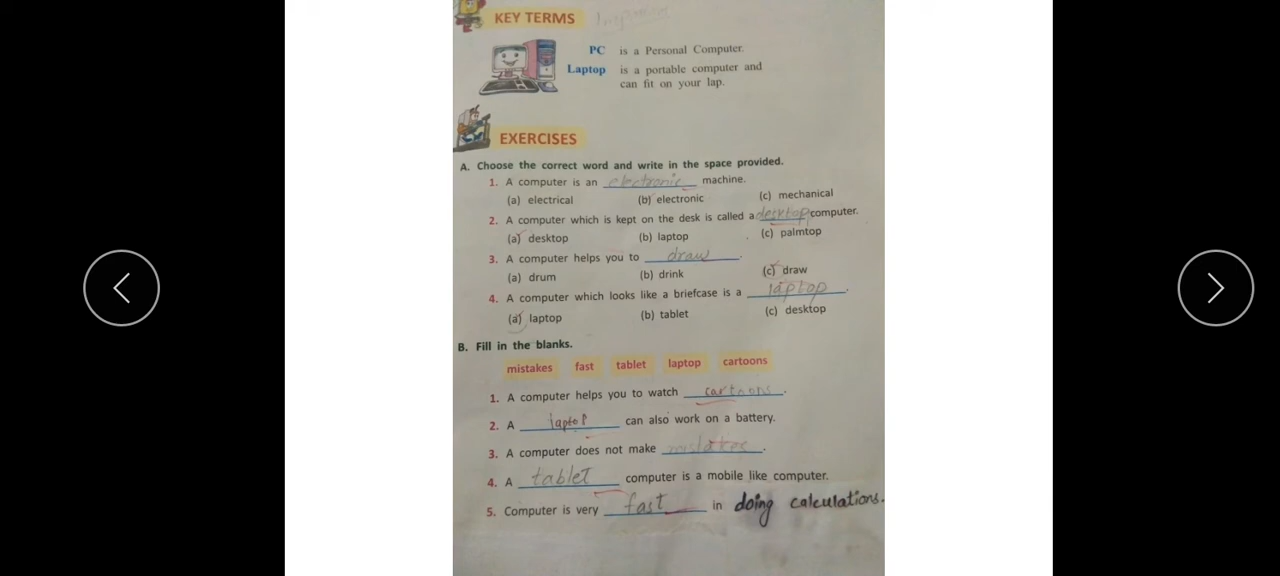 KEY TERMS Important
PC is a Personal Computer.
Laptop is a portable computer and
can fit on your lap.
EXERCISES
A. Choose the correct word and write in the space provided.
1. A computer is an electronic machine.
(a) electrical (b) electronic (c) mechanical
2. A computer which is kept on the desk is called a desktop computer.
(a) desktop (b) laptop (c) palmtop
3. A computer helps you to draw.
(a) drum (b) drink (c) draw
4. A computer which looks like a briefcase is a laptop.
(a) laptop (b) tablet (c) desktop
B. Fill in the blanks.
mistakes fast tablet laptop cartoons
1. A computer helps you to watch cartoons.
2. A laptop can also work on a battery.
3. A computer does not make mistakes.
4. A tablet computer is a mobile like computer.
5. Computer is very fast in doing calculations.